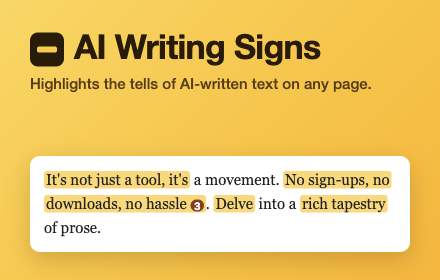 AI Writing Signs
Highlights the tells of AI-written text on any page.
It's not just a tool, it's a movement. No sign-ups, no
downloads, no hassle 3. Delve into a rich tapestry
of prose.